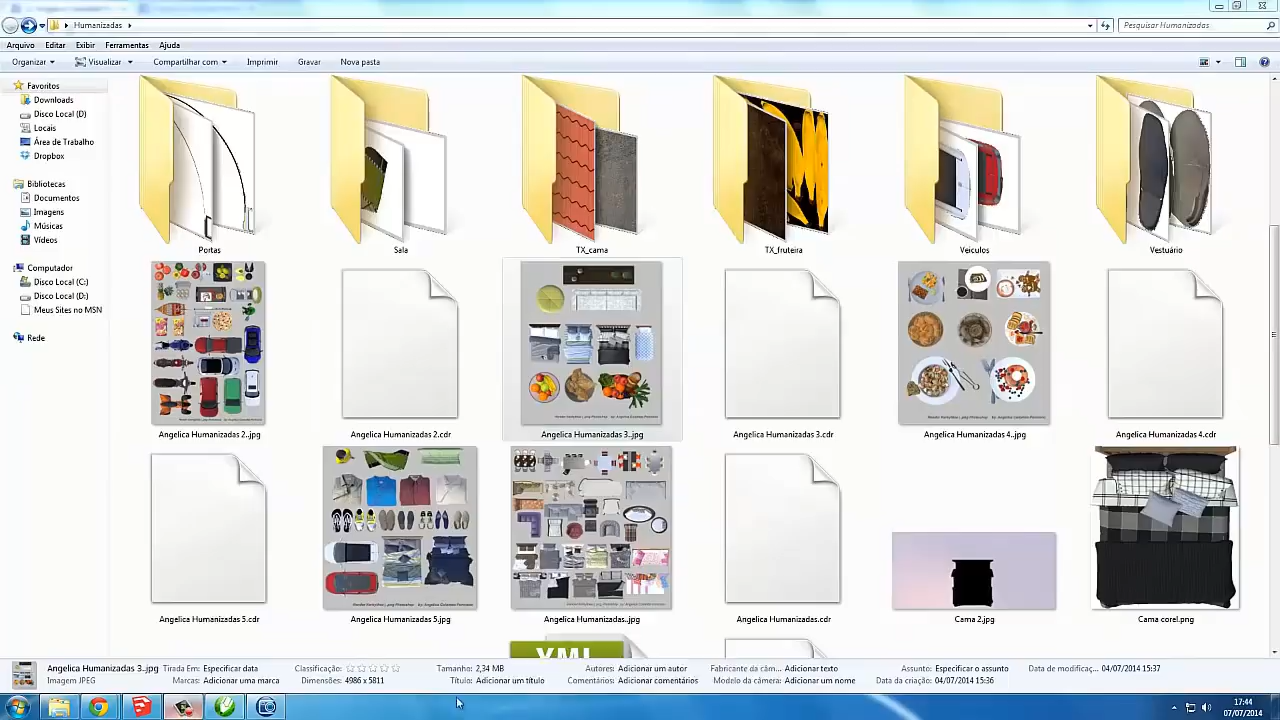 Humanizadas
Pesquisar Humanizadas
Arquivo Editar Exibir Ferramentas Ajuda
Organizar Visualizar Compartilhar com Imprimir Gravar Nova pasta
Favoritos
Downloads
Disco Local (D)
Locais
Área de Trabalho
Dropbox
Bibliotecas
Documentos
Imagens
Músicas
Vídeos
Computador
Disco Local (C:)
Disco Local (D:)
Meus Sites no MSN
Rede
Portas Sala TX_cama TX_fruteira Veiculos Vestuário
Angelica Humanizadas 2..jpg Angelica Humanizadas 2.cdr Angelica Humanizadas 3..jpg Angelica Humanizadas 3.cdr Angelica Humanizadas 4..jpg Angelica Humanizadas 4.cdr
Angelica Humanizadas 5.cdr Angelica Humanizadas 5.jpg Angelica Humanizadas..jpg Angelica Humanizadas.cdr Cama 2.jpg Cama corel.png
XML
Angelica Humanizadas 3..jpg Tirada Em: Especificar data Classificação: Tamanho: 2,34 MB Autores: Adicionar um autor Fabricante da câm... Adicionar texto Assunto: Especificar o assunto Data de modificaç... 04/07/2014 15:37
Imagem JPEG Marcas: Adicionar uma marca Dimensões: 4986 x 5811 Título: Adicionar um título Comentários: Adicionar comentários Modelo da câmera: Adicionar um nome Data da criação: 04/07/2014 15:36
17:44
07/07/2014